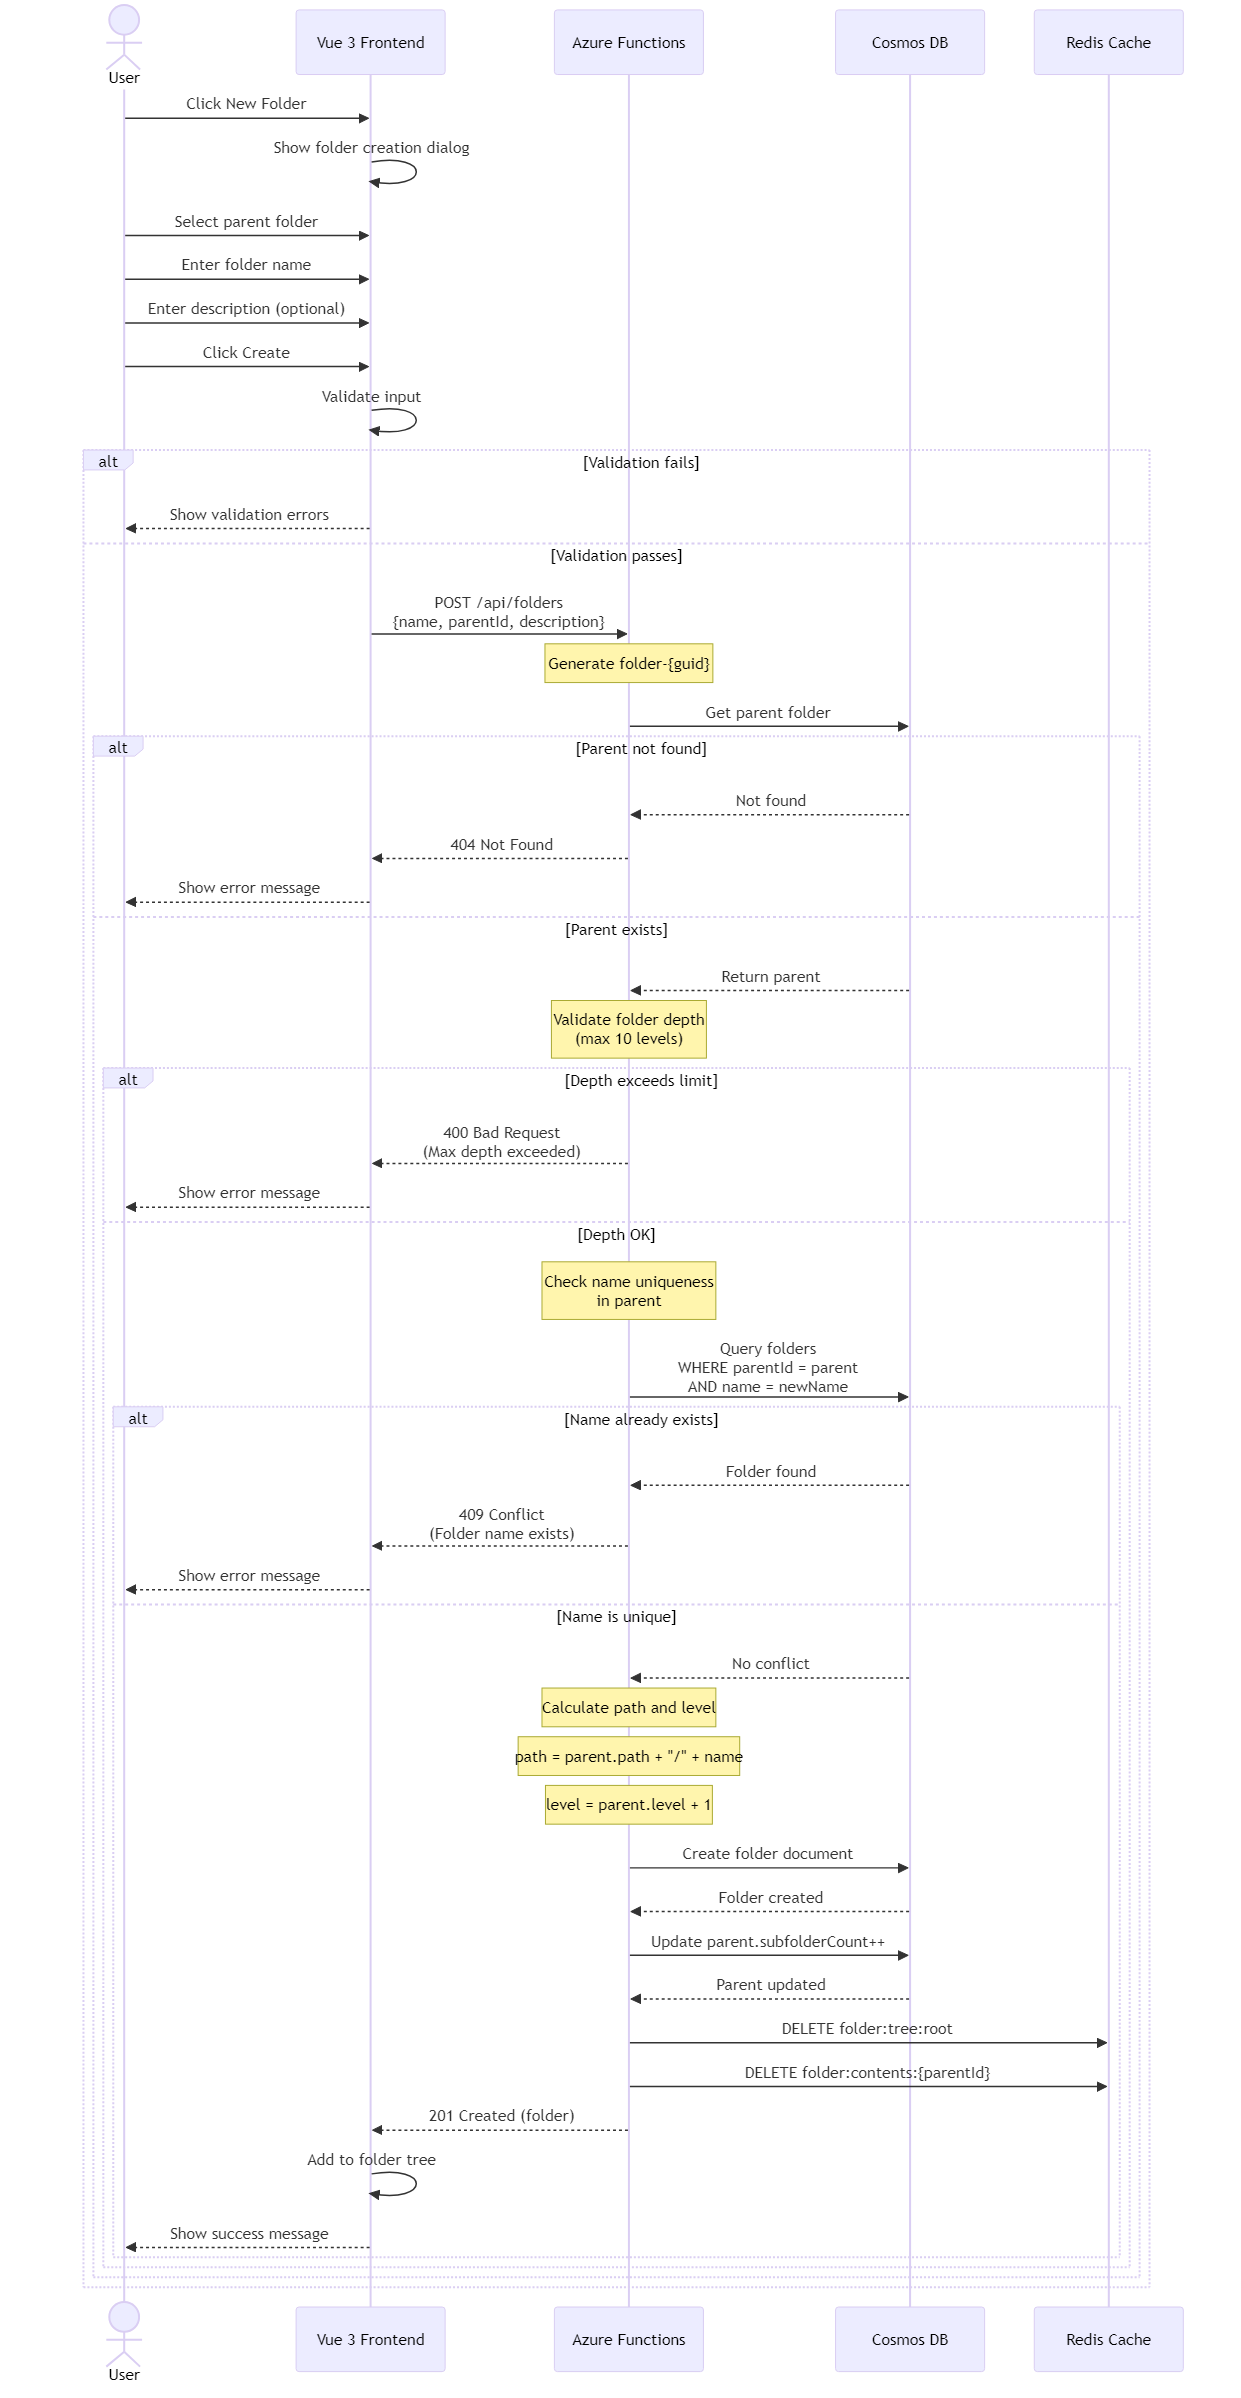 User
Vue 3 Frontend
Azure Functions
Cosmos DB
Redis Cache
Click New Folder
Show folder creation dialog
Select parent folder
Enter folder name
Enter description (optional)
Click Create
Validate input
alt
[Validation fails]
Show validation errors
[Validation passes]
POST /api/folders
{name, parentId, description}
Generate folder-{guid}
Get parent folder
alt
[Parent not found]
Not found
404 Not Found
Show error message
[Parent exists]
Return parent
Validate folder depth
(max 10 levels)
alt
[Depth exceeds limit]
400 Bad Request
(Max depth exceeded)
Show error message
[Depth OK]
Check name uniqueness
in parent
Query folders
WHERE parentId = parent
AND name = newName
alt
[Name already exists]
Folder found
409 Conflict
(Folder name exists)
Show error message
[Name is unique]
No conflict
Calculate path and level
path = parent.path + "/" + name
level = parent.level + 1
Create folder document
Folder created
Update parent.subfolderCount++
Parent updated
DELETE folder:tree:root
DELETE folder:contents:{parentId}
201 Created (folder)
Add to folder tree
Show success message
User
Vue 3 Frontend
Azure Functions
Cosmos DB
Redis Cache